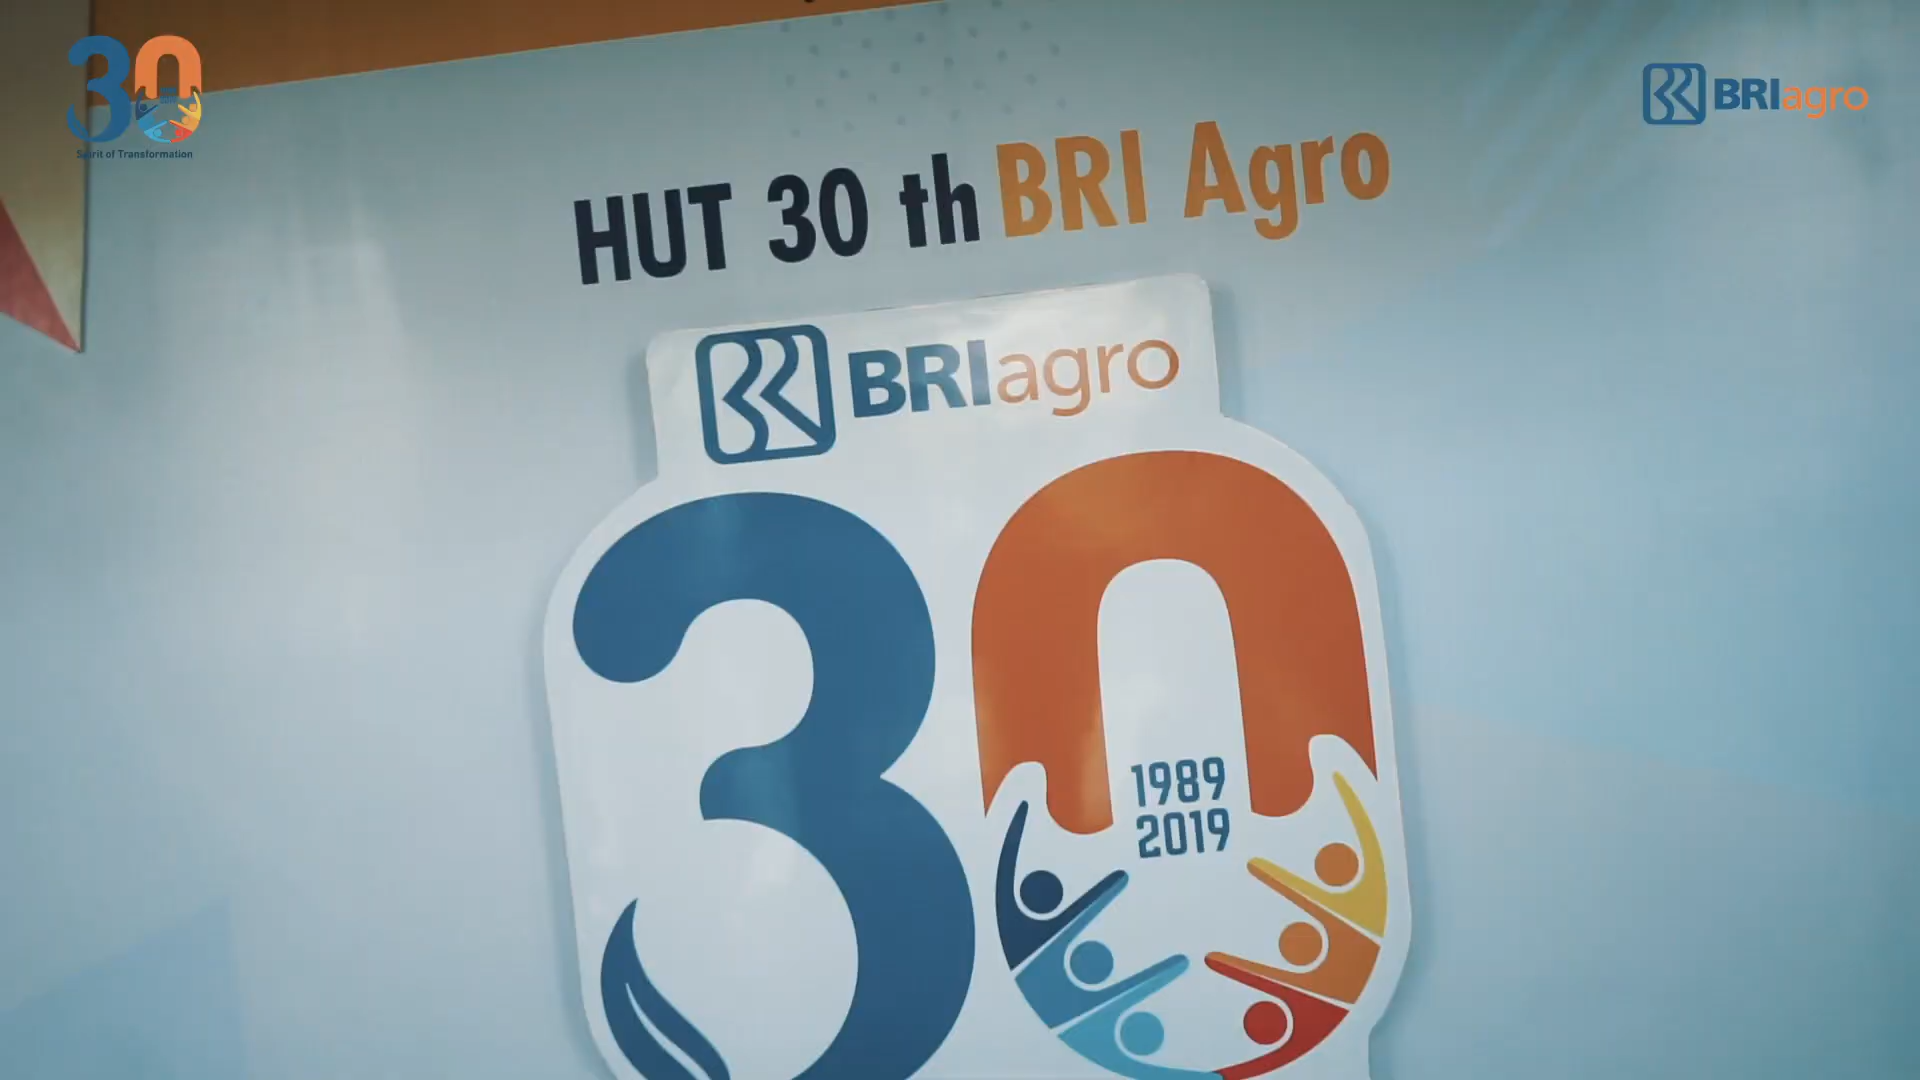 30
Spirit of Transformation
BRIagro
HUT 30 th BRI Agro
BRIagro
30
1989
2019